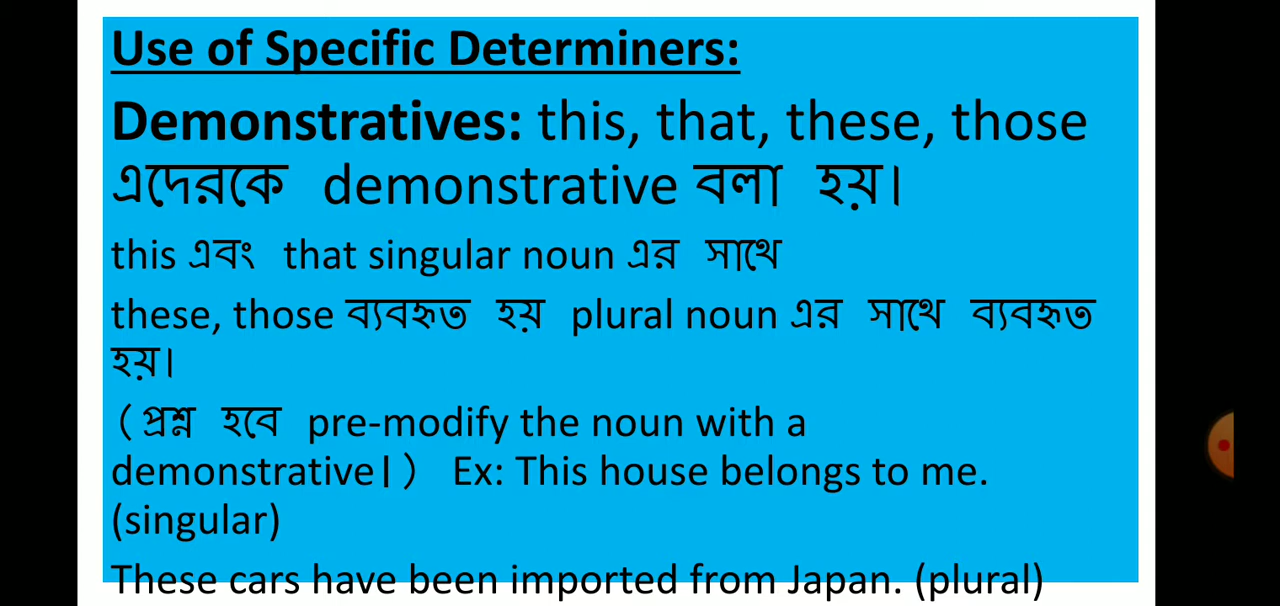 Use of Specific Determiners:
Demonstratives: this, that, these, those
এদেরকে demonstrative বলা হয়।
this এবং that singular noun এর সাথে
these, those ব্যবহৃত হয় plural noun এর সাথে ব্যবহৃত
হয়।
( প্রশ্ন হবে pre-modify the noun with a
demonstrative। ) Ex: This house belongs to me.
(singular)
These cars have been imported from Japan. (plural)